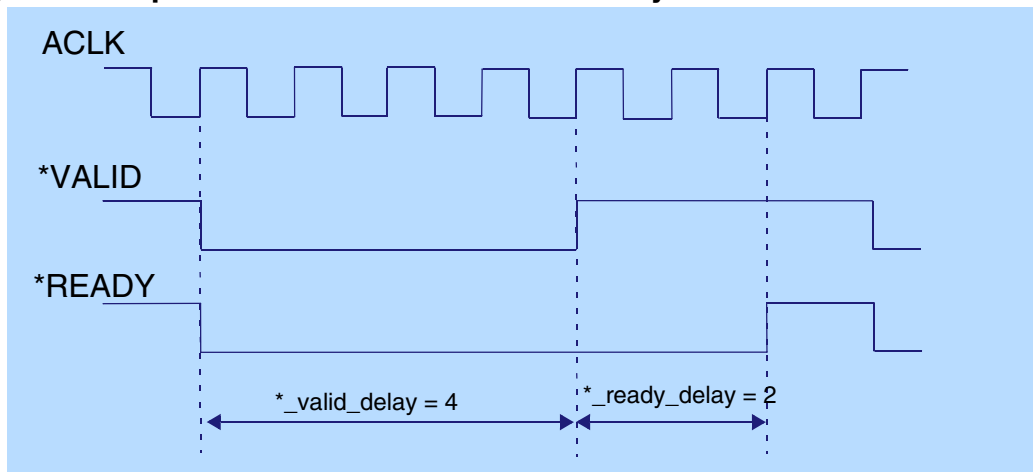 ACLK
*VALID
*READY
*_valid_delay = 4
*_ready_delay = 2